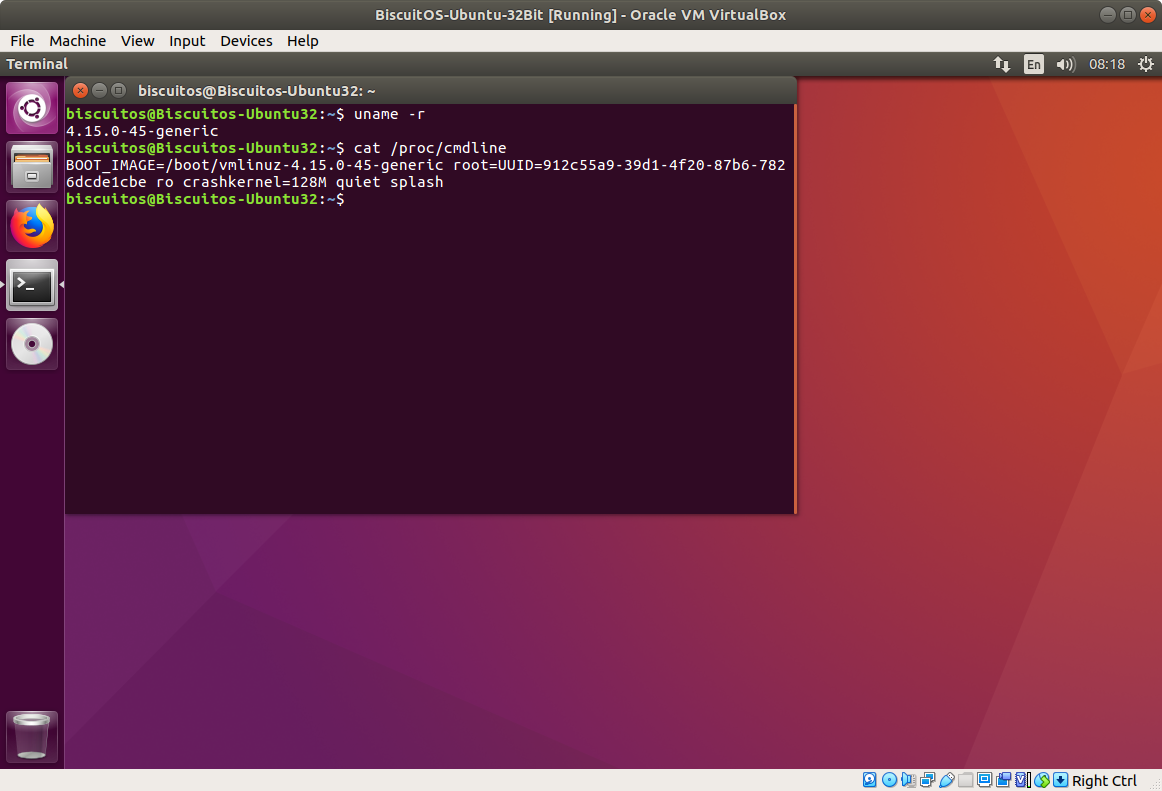 BiscuitOS-Ubuntu-32Bit [Running] - Oracle VM VirtualBox
File Machine View Input Devices Help
Terminal En 08:18
biscuitos@Biscuitos-Ubuntu32: ~
biscuitos@Biscuitos-Ubuntu32:~$ uname -r
4.15.0-45-generic
biscuitos@Biscuitos-Ubuntu32:~$ cat /proc/cmdline
BOOT_IMAGE=/boot/vmlinuz-4.15.0-45-generic root=UUID=912c55a9-39d1-4f20-87b6-782
6dcde1cbe ro crashkernel=128M quiet splash
biscuitos@Biscuitos-Ubuntu32:~$
Right Ctrl